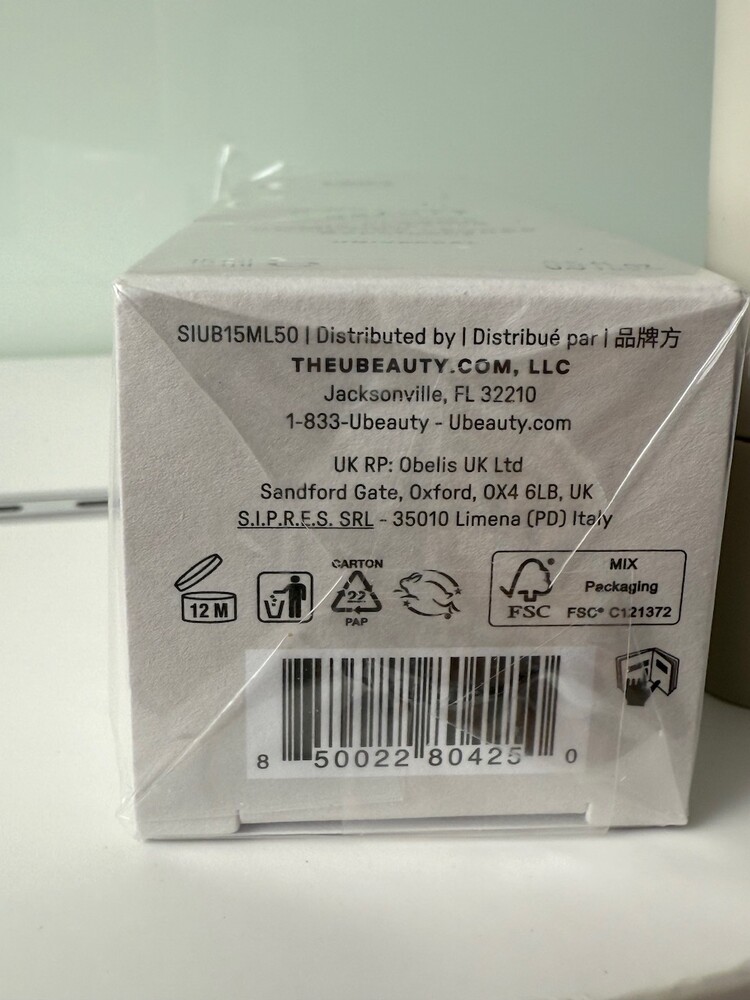 15 ml
SIUB15ML50 | Distributed by | Distribué par | 品牌方
THEUBEAUTY.COM, LLC
Jacksonville, FL 32210
1-833-Ubeauty - Ubeauty.com
UK RP: Obelis UK Ltd
Sandford Gate, Oxford, OX4 6LB, UK
S.I.P.R.E.S. SRL - 35010 Limena (PD) Italy
12 M
CARTON
22
PAP
FSC
MIX
Packaging
FSC® C121372
8 50022 80425 0